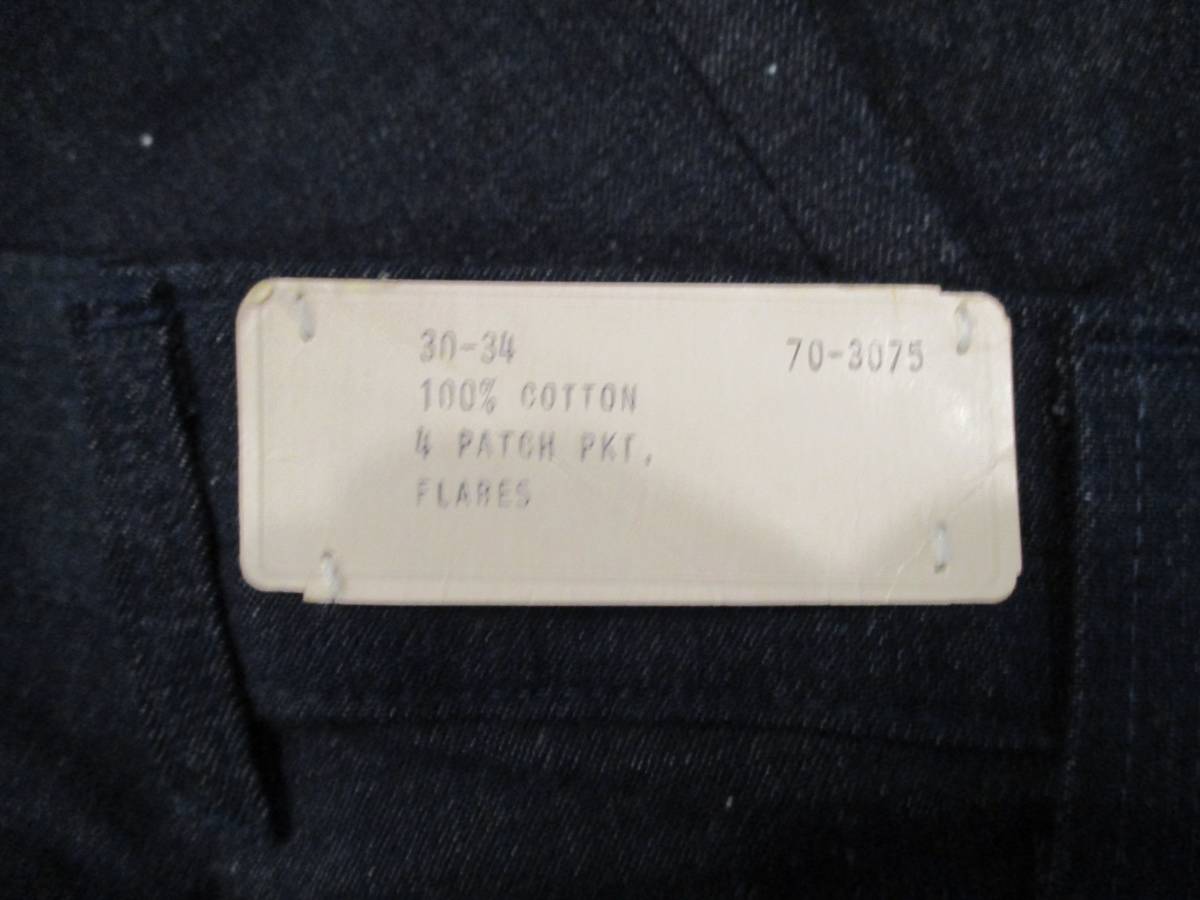 30-34 70-3075
100% COTTON
4 PATCH PKT.
FLARES